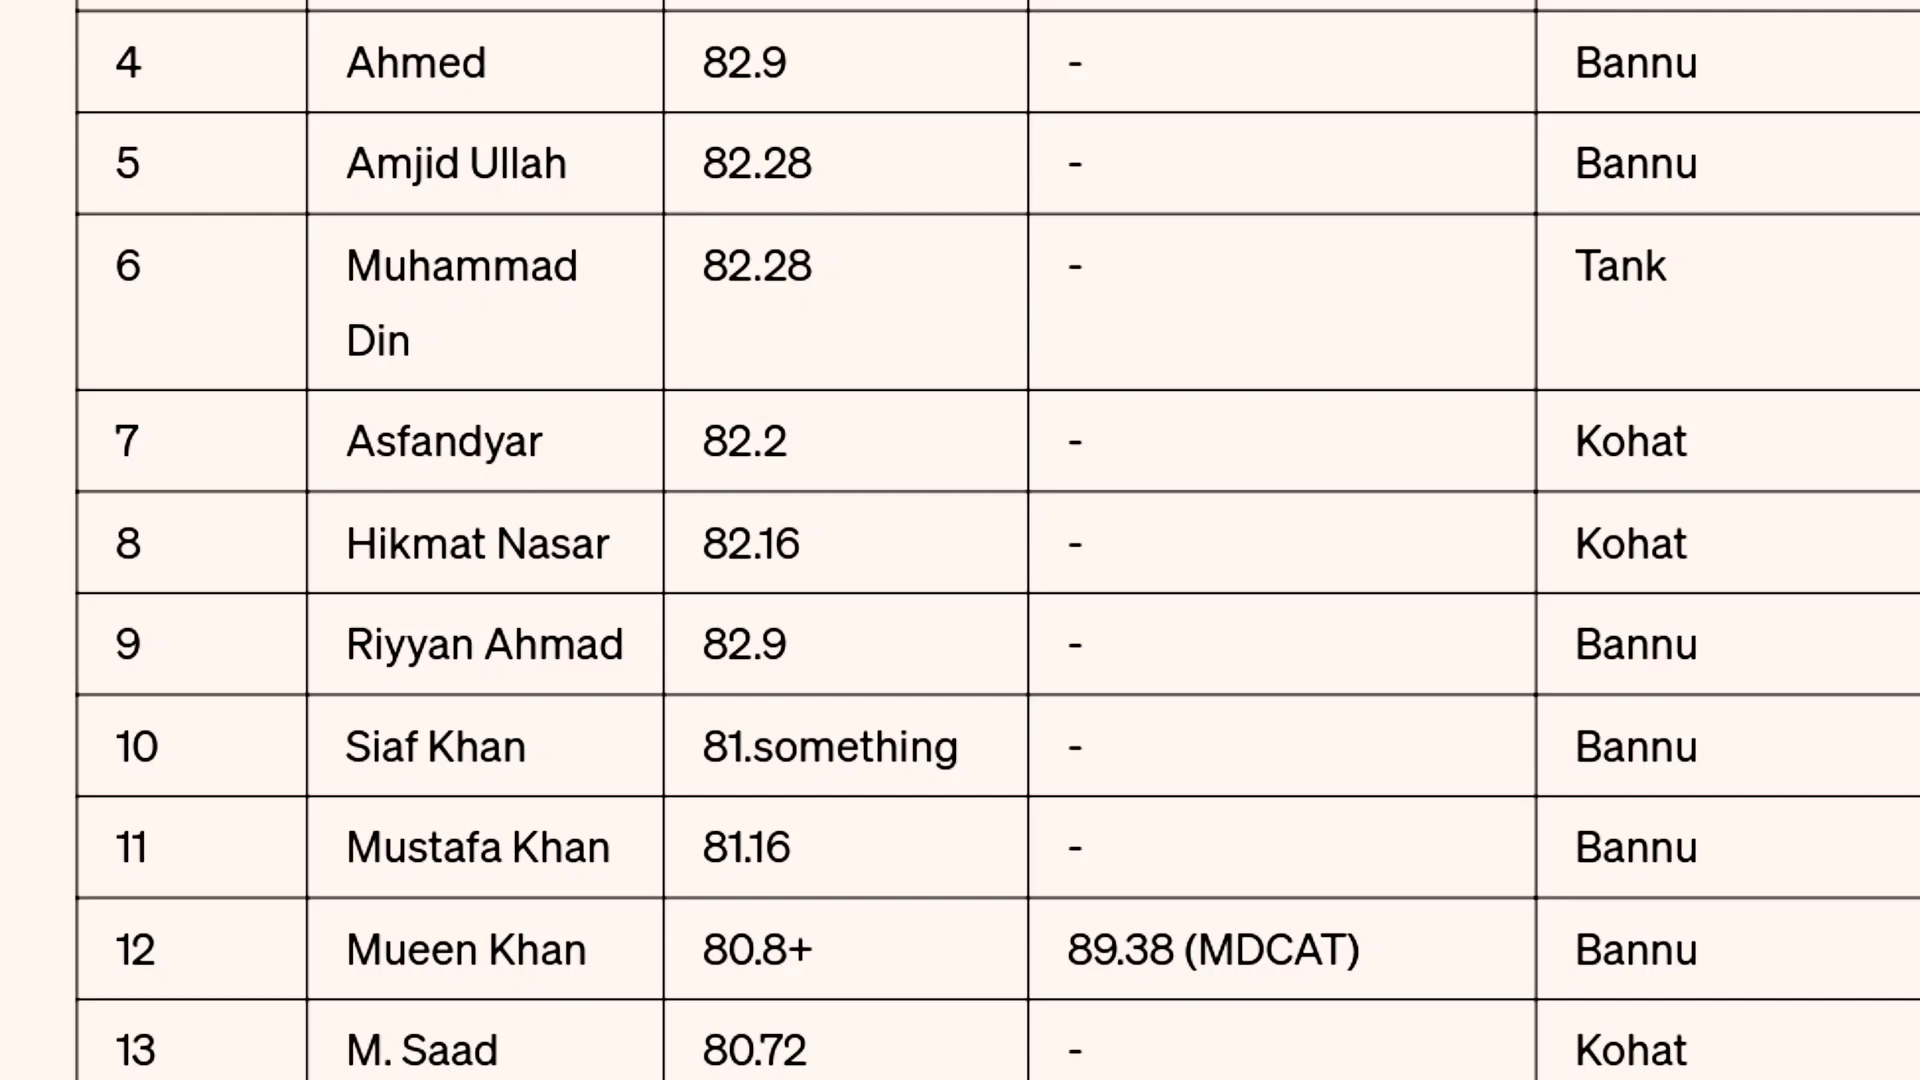 4 Ahmed 82.9 - Bannu
5 Amjid Ullah 82.28 - Bannu
6 Muhammad 82.28 - Tank
Din
7 Asfandyar 82.2 - Kohat
8 Hikmat Nasar 82.16 - Kohat
9 Riyyan Ahmad 82.9 - Bannu
10 Siaf Khan 81.something - Bannu
11 Mustafa Khan 81.16 - Bannu
12 Mueen Khan 80.8+ 89.38 (MDCAT) Bannu
13 M. Saad 80.72 - Kohat